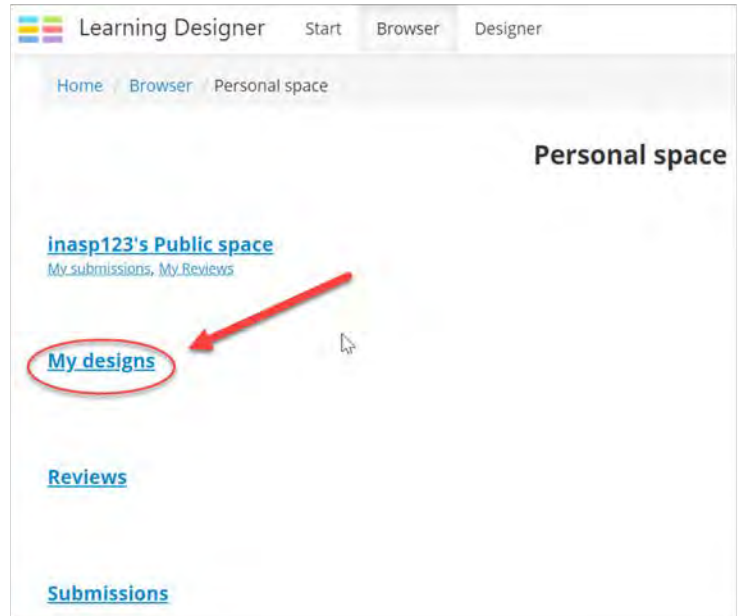 Learning Designer Start Browser Designer
Home / Browser / Personal space
Personal space
inasp123's Public space
My submissions, My Reviews
My designs
Reviews
Submissions